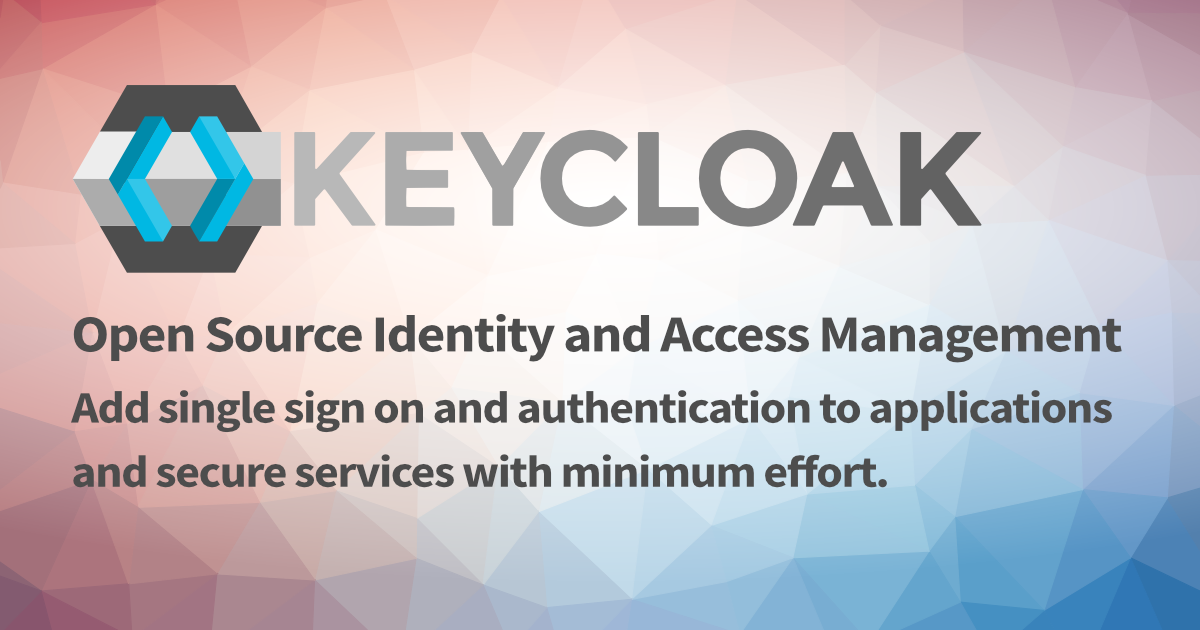 KEYCLOAK
Open Source Identity and Access Management
Add single sign on and authentication to applications
and secure services with minimum effort.